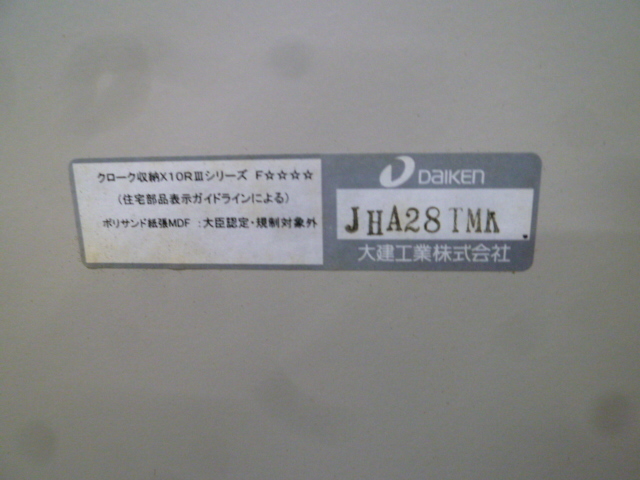 クローク収納X10RⅢシリーズ F☆☆☆☆
(住宅部品表示ガイドラインによる)
ポリサンド紙張MDF :大臣認定・規制対象外
DAIKEN
JHA28TMK
大建工業株式会社